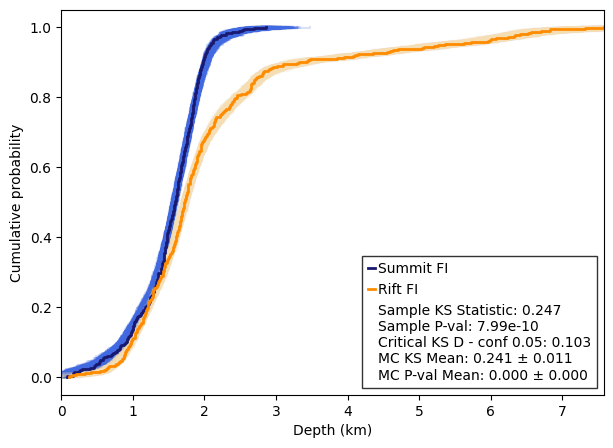 1.0
0.8
0.6
0.4
0.2
0.0
Cumulative probability
Summit FI
Rift FI
Sample KS Statistic: 0.247
Sample P-val: 7.99e-10
Critical KS D - conf 0.05: 0.103
MC KS Mean: 0.241 ± 0.011
MC P-val Mean: 0.000 ± 0.000
0 1 2 3 4 5 6 7
Depth (km)